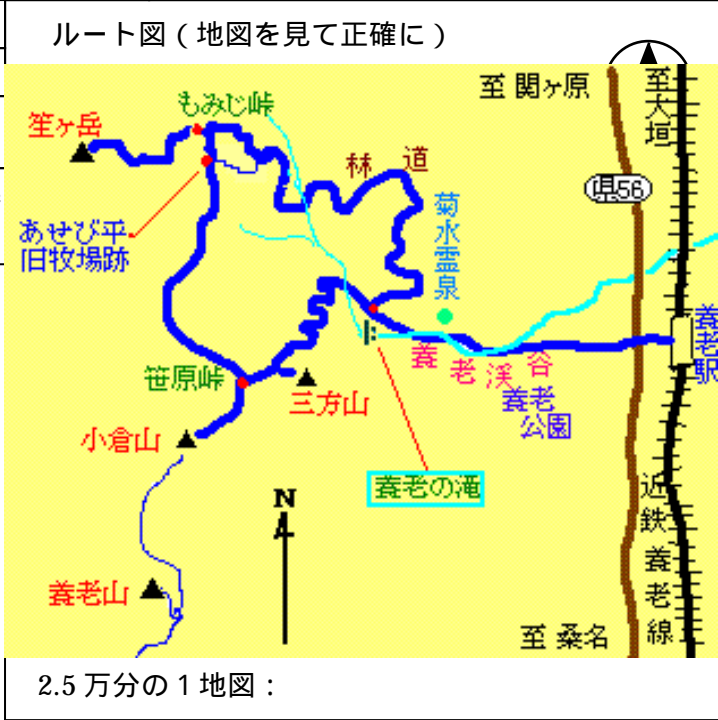 ルート図（地図を見て正確に）
至 関ヶ原
至大垣
もみじ峠
笙ヶ岳
林道
県56
菊水霊泉
あせび平
旧牧場跡
養老駅
養老渓谷
養老
公園
笹原峠
三方山
小倉山
養老の滝
N
近鉄養老線
養老山
至 桑名
2.5万分の1地図：